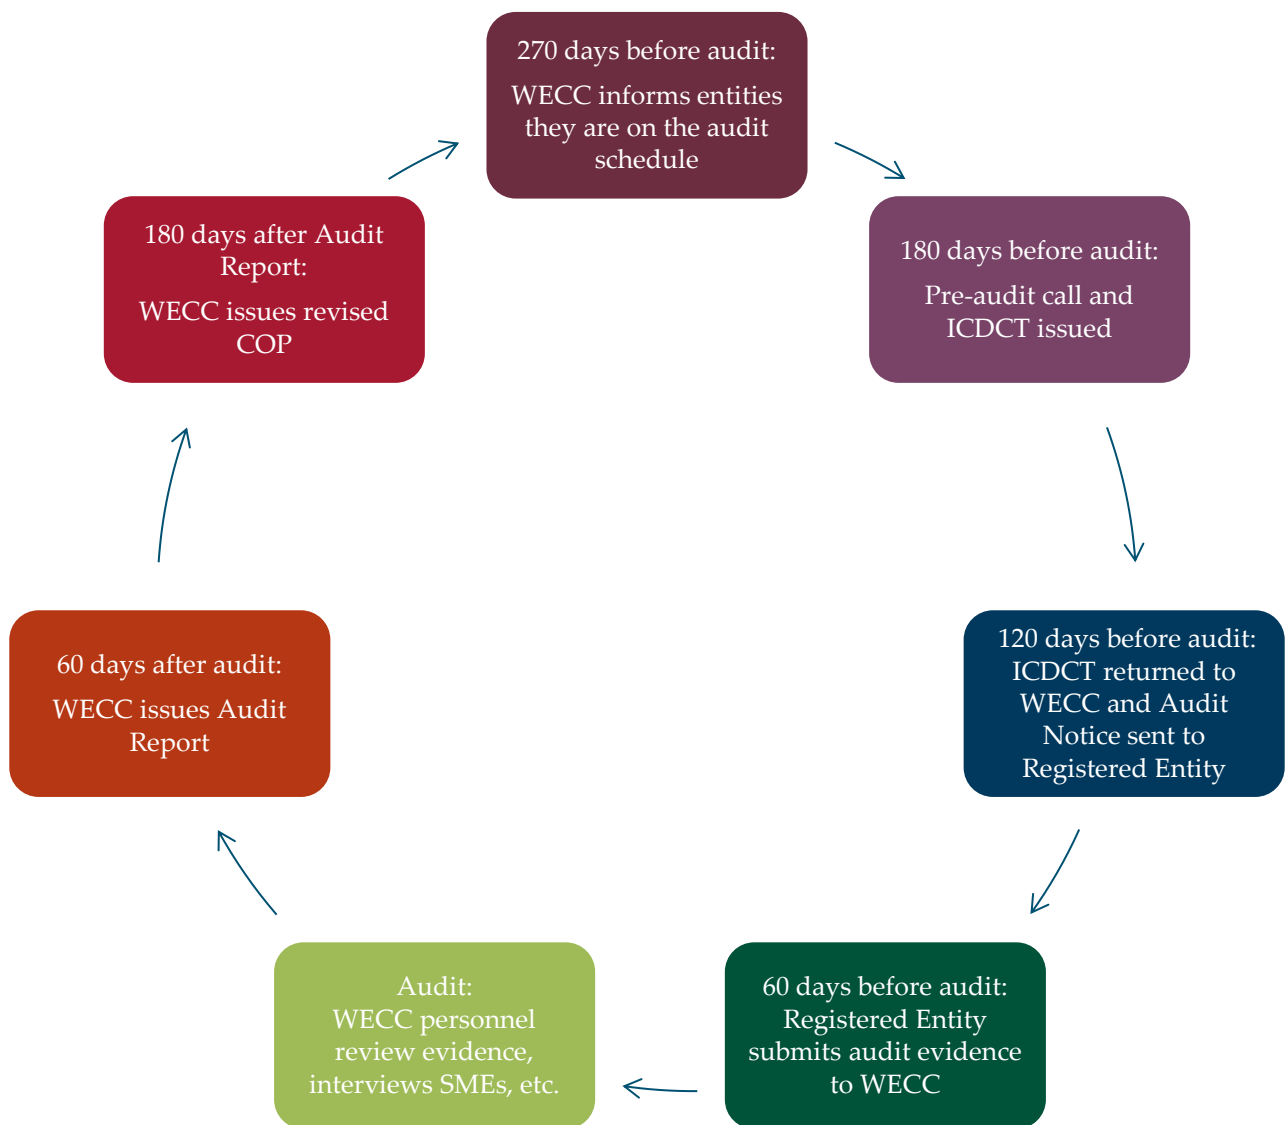 270 days before audit:
WECC informs entities
they are on the audit
schedule
180 days before audit:
Pre-audit call and
ICDCT issued
120 days before audit:
ICDCT returned to
WECC and Audit
Notice sent to
Registered Entity
60 days before audit:
Registered Entity
submits audit evidence
to WECC
Audit:
WECC personnel
review evidence,
interviews SMEs, etc.
60 days after audit:
WECC issues Audit
Report
180 days after Audit
Report:
WECC issues revised
COP